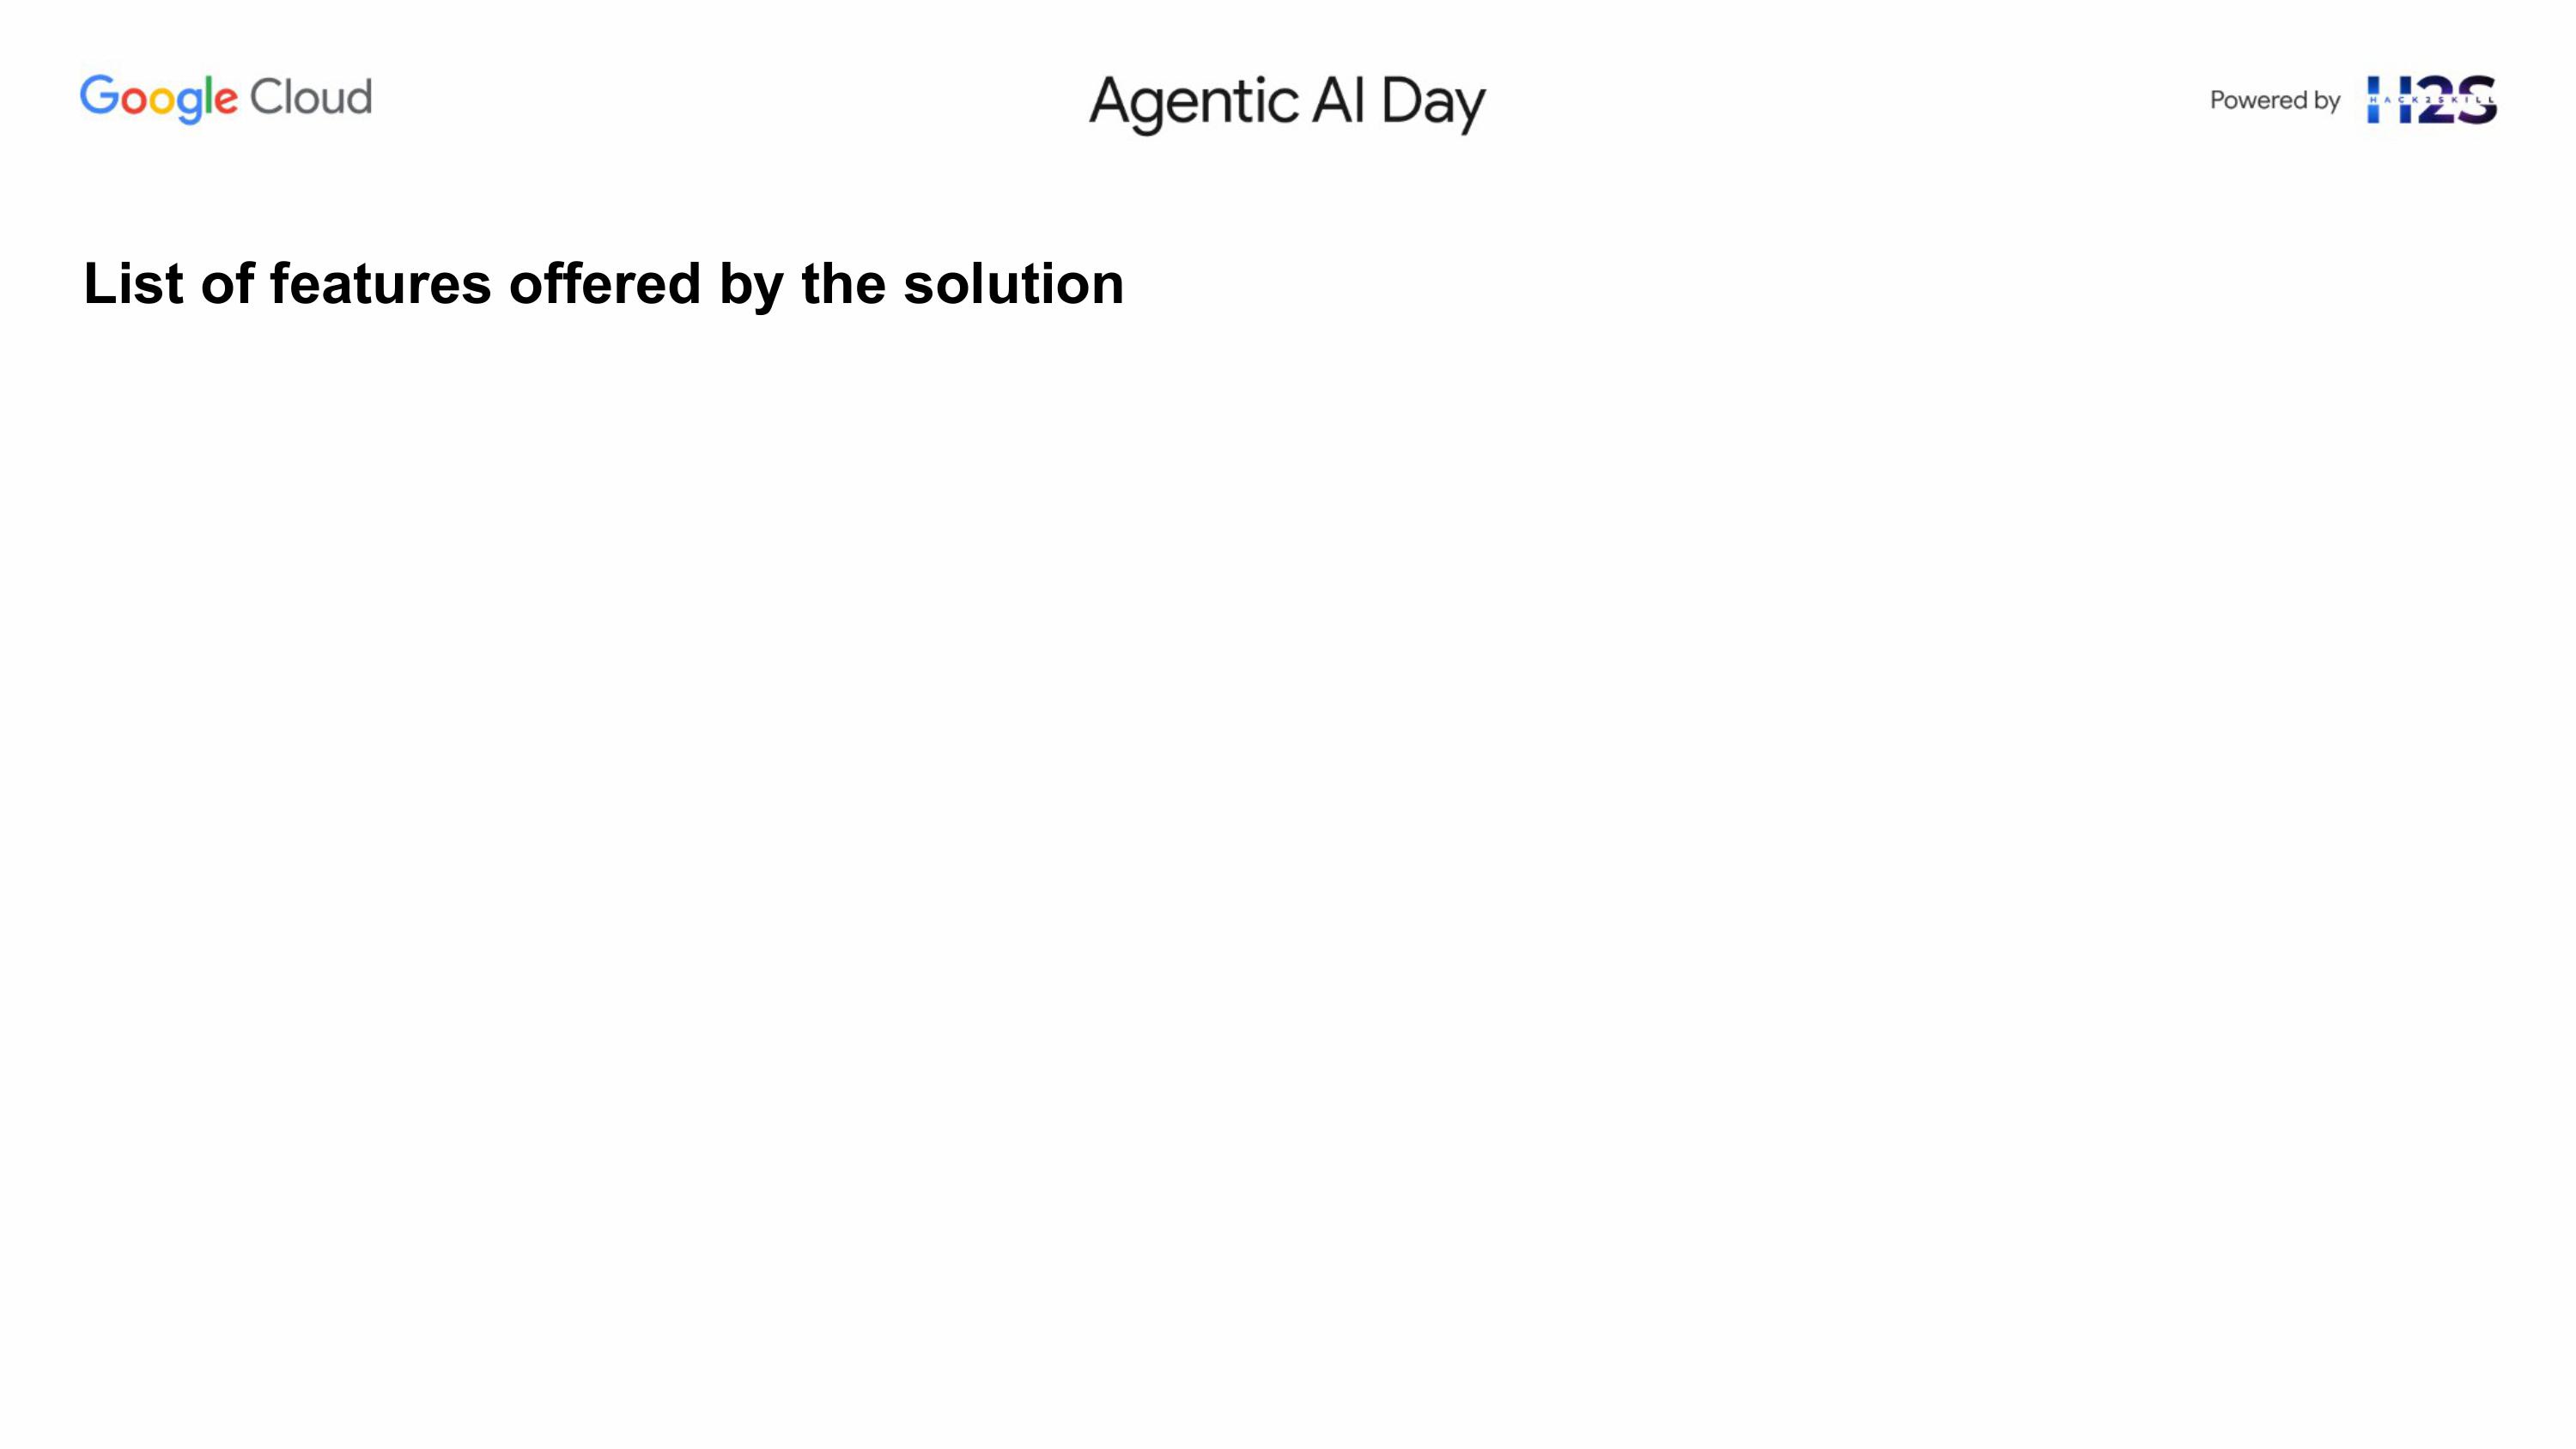 Google Cloud
Agentic AI Day
Powered by H2S
HACK2SKILL
List of features offered by the solution